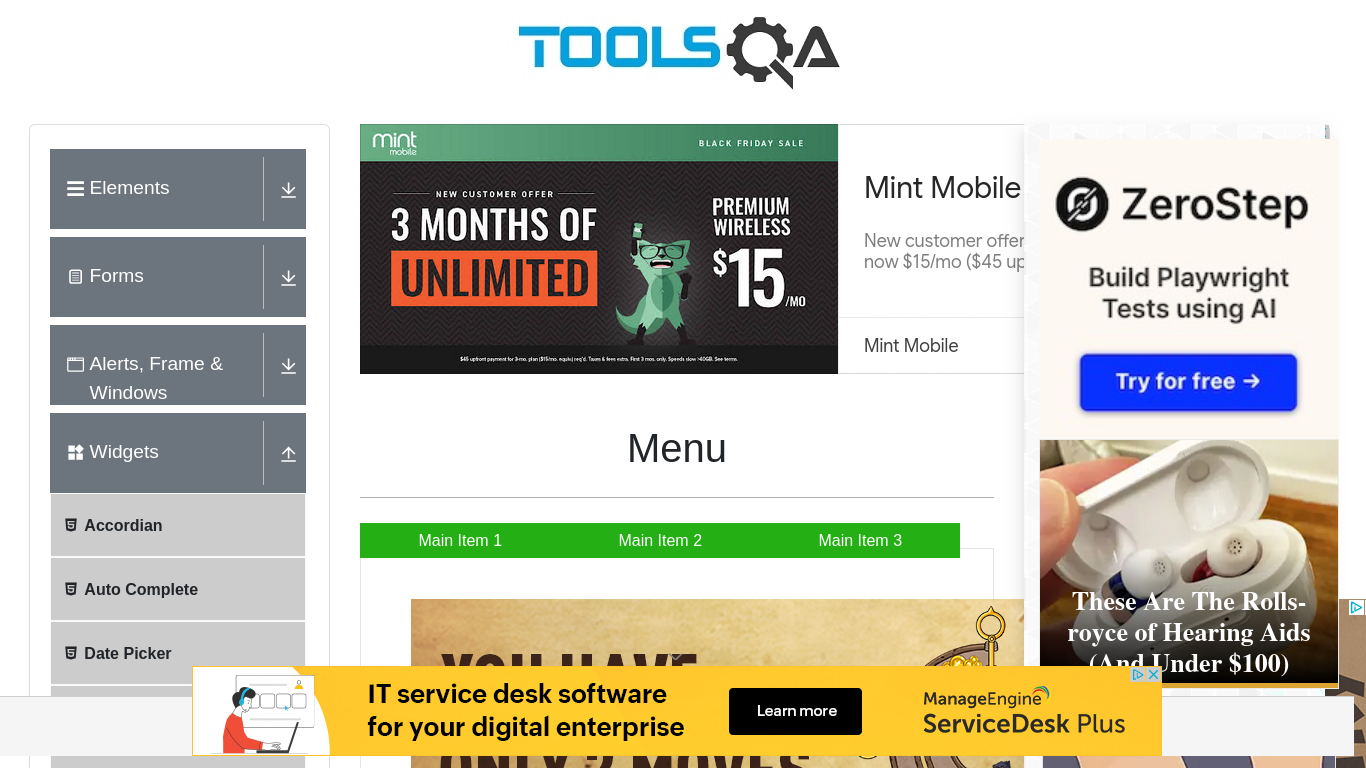 TOOLSQA
Elements
Forms
Alerts, Frame &
Windows
Widgets
Accordian
Auto Complete
Date Picker
mint
mobile
BLACK FRIDAY SALE
NEW CUSTOMER OFFER
3 MONTHS OF
UNLIMITED
PREMIUM
WIRELESS
$15/MO
$45 upfront payment for 3-mo. plan ($15/mo. equiv.) req'd. Taxes & fees extra. First 3 mos. only. Speeds slow >40GB. See terms.
Mint Mobile
New customer offer
now $15/mo ($45 up
Mint Mobile
Menu
Main Item 1
Main Item 2
Main Item 3
YOU HAVE
ONLY 2 MOVES
ZeroStep
Build Playwright
Tests using AI
Try for free →
These Are The Rolls-
royce of Hearing Aids
(And Under $100)
IT service desk software
for your digital enterprise
Learn more
ManageEngine
ServiceDesk Plus